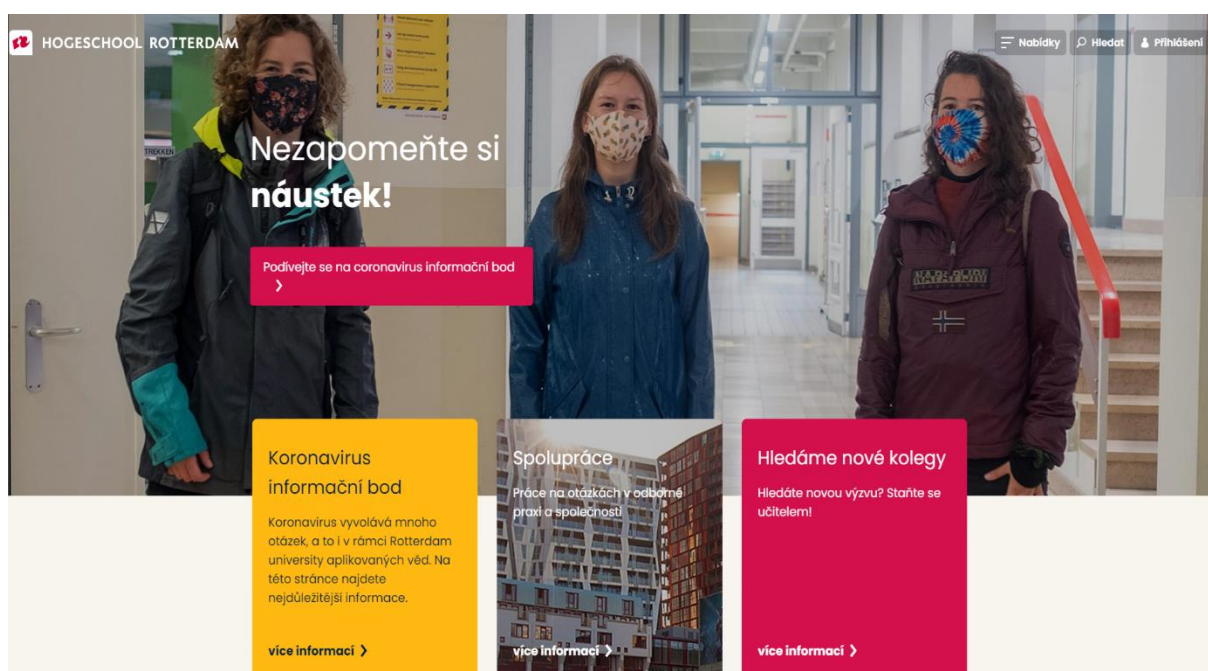 HOGESCHOOL ROTTERDAM
Nabídky
Hledat
Přihlášení
TREKKEN
Nezapomeňte si
náustek!
Podívejte se na coronavirus informační bod
NAPAPIJRI
Koronavirus
informační bod
Koronavirus vyvolává mnoho
otázek, a to i v rámci Rotterdam
university aplikovaných věd. Na
této stránce najdete
nejdůležitější informace.
více informací
Spolupráce
Práce na otázkách v odborné
praxi a společnosti
více informací
Hledáme nové kolegy
Hledáte novou výzvu? Staňte se
učitelem!
více informací